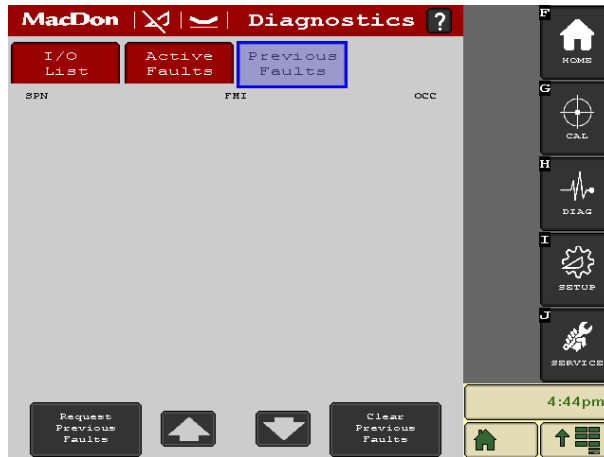 MacDon Diagnostics ?
I/O
List
Active
Faults
Previous
Faults
SPN FMI OCC
Request
Previous
Faults
Clear
Previous
Faults
F
HOME
G
CAL
H
DIAG
I
SETUP
J
SERVICE
4:44pm